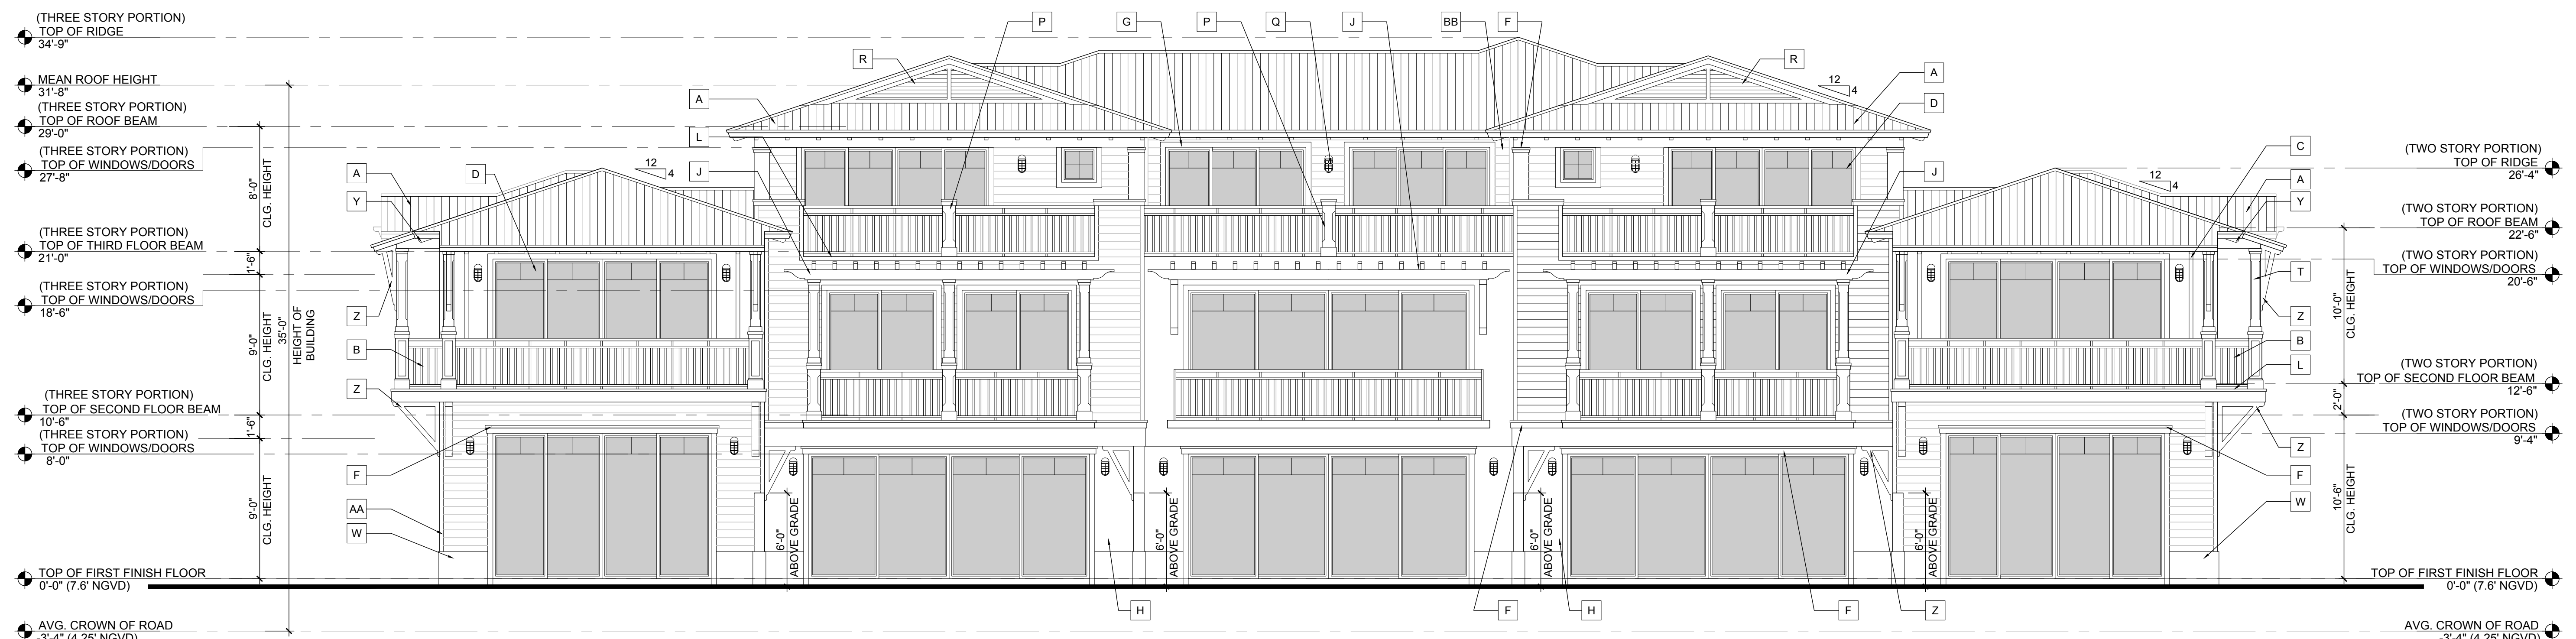 (THREE STORY PORTION)
TOP OF RIDGE
34'-9"
MEAN ROOF HEIGHT
31'-8"
(THREE STORY PORTION)
TOP OF ROOF BEAM
29'-0"
(THREE STORY PORTION)
TOP OF WINDOWS/DOORS
27'-8"
(THREE STORY PORTION)
TOP OF THIRD FLOOR BEAM
21'-0"
(THREE STORY PORTION)
TOP OF WINDOWS/DOORS
18'-6"
(THREE STORY PORTION)
TOP OF SECOND FLOOR BEAM
10'-6"
(THREE STORY PORTION)
TOP OF WINDOWS/DOORS
8'-0"
TOP OF FIRST FINISH FLOOR
0'-0" (7.6' NGVD)
AVG. CROWN OF ROAD
-3'-4" (4.25' NGVD)
8'-0"
CLG. HEIGHT
1'-6"
9'-0"
CLG. HEIGHT
1'-6"
9'-0"
CLG. HEIGHT
35'-0"
HEIGHT OF
BUILDING
A
Y
Z
B
Z
F
AA
W
D
12
4
R
A
L
J
P
G
P
Q
J
BB
F
R
12
4
A
D
J
12
4
C
A
Y
T
Z
B
L
Z
F
W
6'-0"
ABOVE GRADE
6'-0"
ABOVE GRADE
6'-0"
ABOVE GRADE
6'-0"
H
F
H
F
Z
10'-0"
CLG. HEIGHT
2'-0"
10'-6"
CLG. HEIGHT
(TWO STORY PORTION)
TOP OF RIDGE
26'-4"
(TWO STORY PORTION)
TOP OF ROOF BEAM
22'-6"
(TWO STORY PORTION)
TOP OF WINDOWS/DOORS
20'-6"
(TWO STORY PORTION)
TOP OF SECOND FLOOR BEAM
12'-6"
(TWO STORY PORTION)
TOP OF WINDOWS/DOORS
9'-4"
TOP OF FIRST FINISH FLOOR
0'-0" (7.6' NGVD)
AVG. CROWN OF ROAD
-3'-4" (4.25' NGVD)
ABOVE GRADE